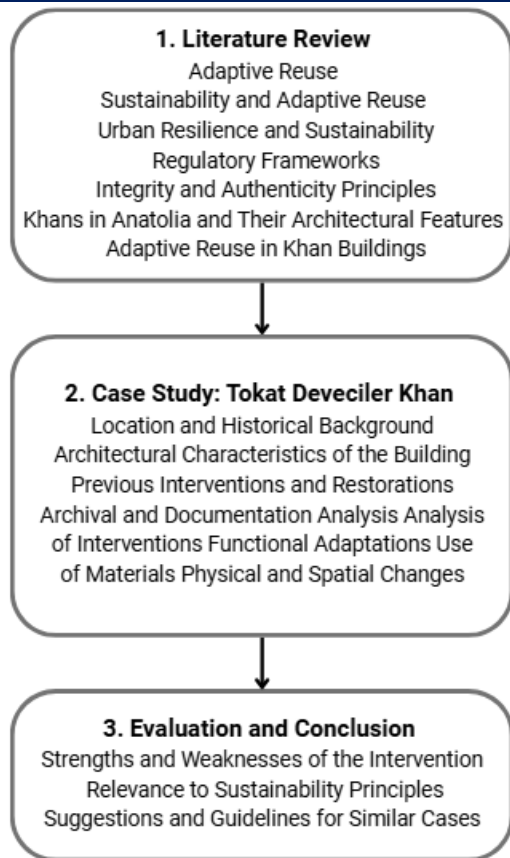 1. Literature Review
Adaptive Reuse
Sustainability and Adaptive Reuse
Urban Resilience and Sustainability
Regulatory Frameworks
Integrity and Authenticity Principles
Khans in Anatolia and Their Architectural Features
Adaptive Reuse in Khan Buildings
2. Case Study: Tokat Deveciler Khan
Location and Historical Background
Architectural Characteristics of the Building
Previous Interventions and Restorations
Archival and Documentation Analysis Analysis
of Interventions Functional Adaptations Use
of Materials Physical and Spatial Changes
3. Evaluation and Conclusion
Strengths and Weaknesses of the Intervention
Relevance to Sustainability Principles
Suggestions and Guidelines for Similar Cases